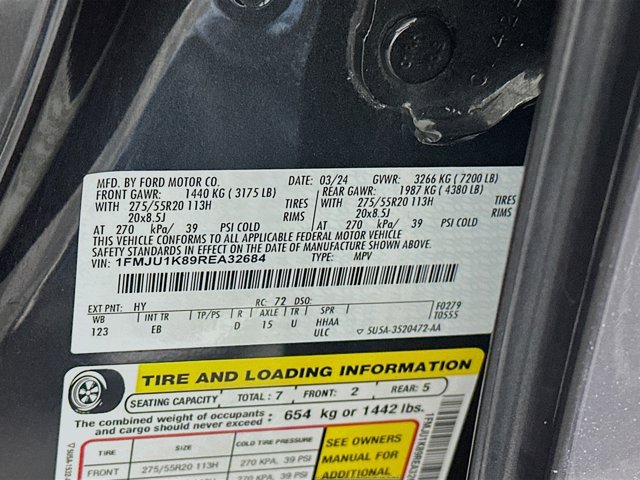 MFD. BY FORD MOTOR CO. DATE: 03/24 GVWR: 3266 KG ( 7200 LB)
FRONT GAWR: 1440 KG ( 3175 LB) REAR GAWR: 1987 KG ( 4380 LB)
WITH 275/55R20 113H TIRES WITH 275/55R20 113H TIRES
20x8.5J RIMS 20x8.5J RIMS
AT 270 kPa/ 39 PSI COLD AT 270 kPa/ 39 PSI COLD
THIS VEHICLE CONFORMS TO ALL APPLICABLE FEDERAL MOTOR VEHICLE
SAFETY STANDARDS IN EFFECT ON THE DATE OF MANUFACTURE SHOWN ABOVE.
VIN: 1FMJU1K89REA32684 TYPE: MPV
EXT PNT: HY RC: 72 DSO: F0279
WB INT TR TP/PS R AXLE TR SPR T0555
123 EB D 15 U HHAA
ULC 5U5A-3520472-AA
TIRE AND LOADING INFORMATION
SEATING CAPACITY TOTAL : 7 FRONT: 2 REAR: 5
The combined weight of occupants and cargo should never exceed : 654 kg or 1442 lbs.
TIRE SIZE COLD TIRE PRESSURE
FRONT 275/55R20 113H 270 KPA, 39 PSI
SEE OWNERS
MANUAL FOR
ADDITIONAL